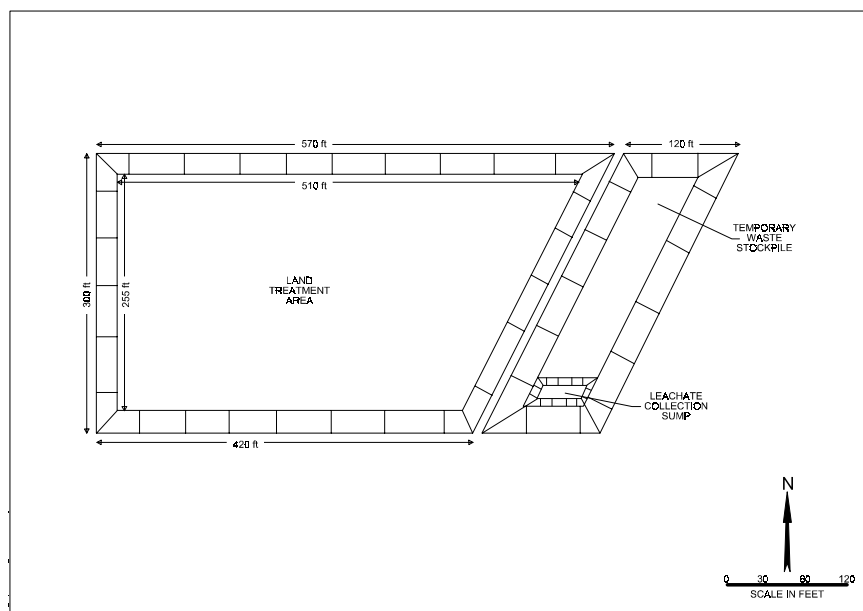 570 ft
120 ft
510 ft
TEMPORARY
WASTE
STOCKPILE
LAND
TREATMENT
AREA
300 ft
255 ft
LEACHATE
COLLECTION
SUMP
420 ft
N
0 30 60 120
SCALE IN FEET